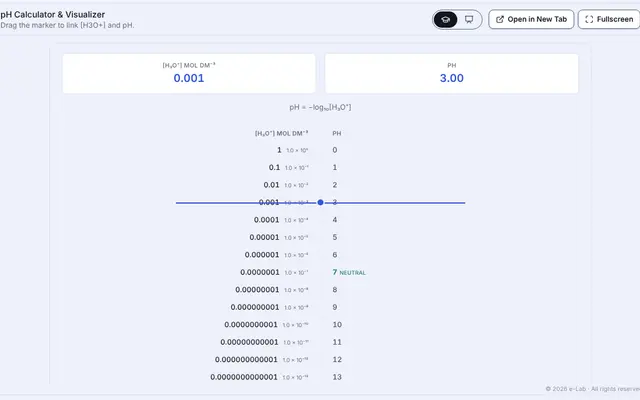 pH Calculator & Visualizer
Drag the marker to link [H3O+] and pH.
Open in New Tab
Fullscreen
[H₃O⁺] MOL DM⁻³
0.001
PH
3.00
pH = −log₁₀[H₃O⁺]
[H₃O⁺] MOL DM⁻³ PH
1 1.0 × 10⁰ 0
0.1 1.0 × 10⁻¹ 1
0.01 1.0 × 10⁻² 2
0.001 1.0 × 10⁻³ 3
0.0001 1.0 × 10⁻⁴ 4
0.00001 1.0 × 10⁻⁵ 5
0.000001 1.0 × 10⁻⁶ 6
0.0000001 1.0 × 10⁻⁷ 7 NEUTRAL
0.00000001 1.0 × 10⁻⁸ 8
0.000000001 1.0 × 10⁻⁹ 9
0.0000000001 1.0 × 10⁻¹⁰ 10
0.00000000001 1.0 × 10⁻¹¹ 11
0.000000000001 1.0 × 10⁻¹² 12
0.0000000000001 1.0 × 10⁻¹³ 13
© 2026 e-Lab · All rights reserved